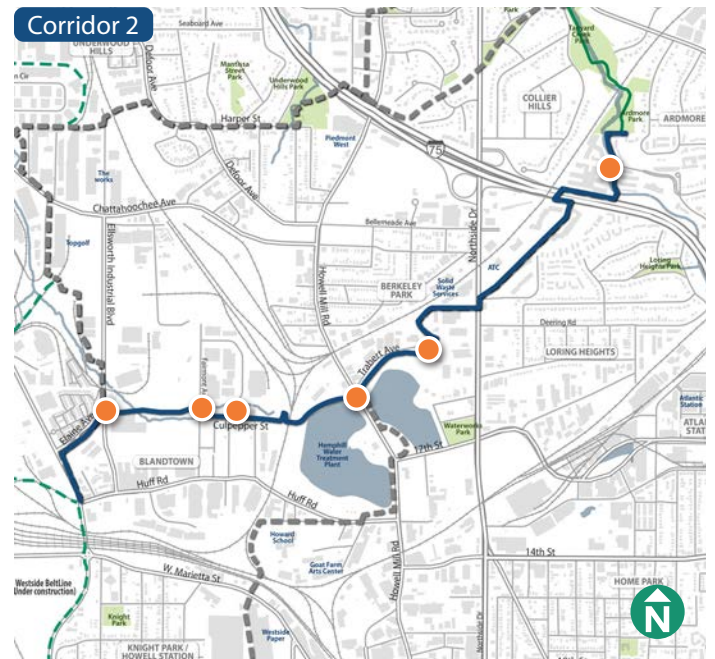 Corridor 2
Seaboard Ave
UNDERWOOD
HILLS
Defoor Ave
Mantissa
Street
Park
Underwood
Hills Park
Harper St
Piedmont
West
75
COLLIER
HILLS
Tanyard
Creek
Park
Ardmore
Park
ARDMORE
The
works
Defoor Ave
Chattahoochee Ave
Topgolf
Ellsworth Industrial Blvd
Bellemeade Ave
Northside Dr
Howell Mill Rd
BERKELEY
PARK
Solid
Waste
Services
ATC
Loring
Heights Park
Deering Rd
LORING HEIGHTS
Trabert Ave
Fairmont Ave
Elaine Ave
Culpepper St
Hemphill
Water
Treatment
Plant
Waterworks
Park
17th St
Atlantic
Station
BLANDTOWN
Huff Rd
Huff Rd
Howard
School
Goat Farm
Arts Center
W. Marietta St
Howell Mill Rd
14th St
HOME PARK
Westside BeltLine
(Under construction)
Knight
Park
KNIGHT PARK /
HOWELL STATION
Westside
Paper
Northside Dr
N